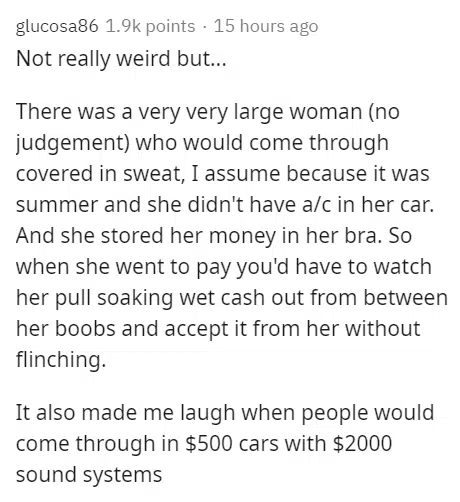 glucosa86 1.9k points · 15 hours ago
Not really weird but...
There was a very very large woman (no
judgement) who would come through
covered in sweat, I assume because it was
summer and she didn't have a/c in her car.
And she stored her money in her bra. So
when she went to pay you'd have to watch
her pull soaking wet cash out from between
her boobs and accept it from her without
flinching.
It also made me laugh when people would
come through in $500 cars with $2000
sound systems